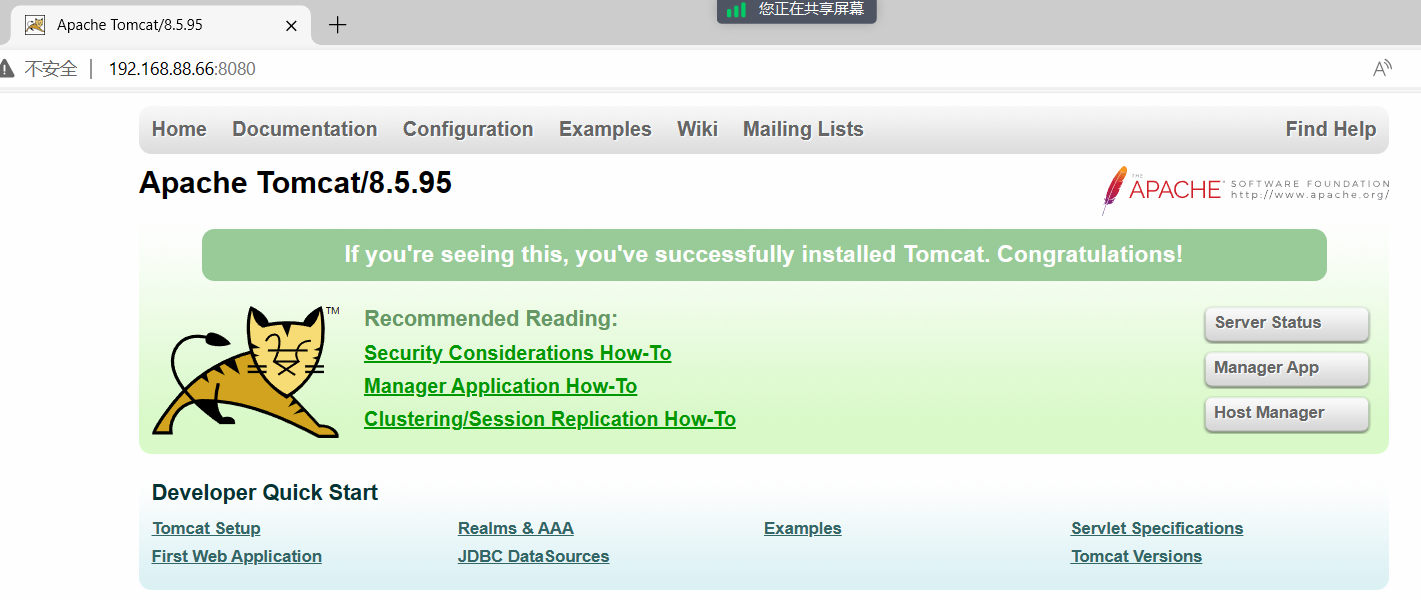 Apache Tomcat/8.5.95
您正在共享屏幕
不安全 192.168.88.66:8080
Home Documentation Configuration Examples Wiki Mailing Lists Find Help
Apache Tomcat/8.5.95
THE APACHE SOFTWARE FOUNDATION
http://www.apache.org/
If you're seeing this, you've successfully installed Tomcat. Congratulations!
TM
Recommended Reading:
Security Considerations How-To
Manager Application How-To
Clustering/Session Replication How-To
Server Status
Manager App
Host Manager
Developer Quick Start
Tomcat Setup Realms & AAA Examples Servlet Specifications
First Web Application JDBC DataSources Tomcat Versions